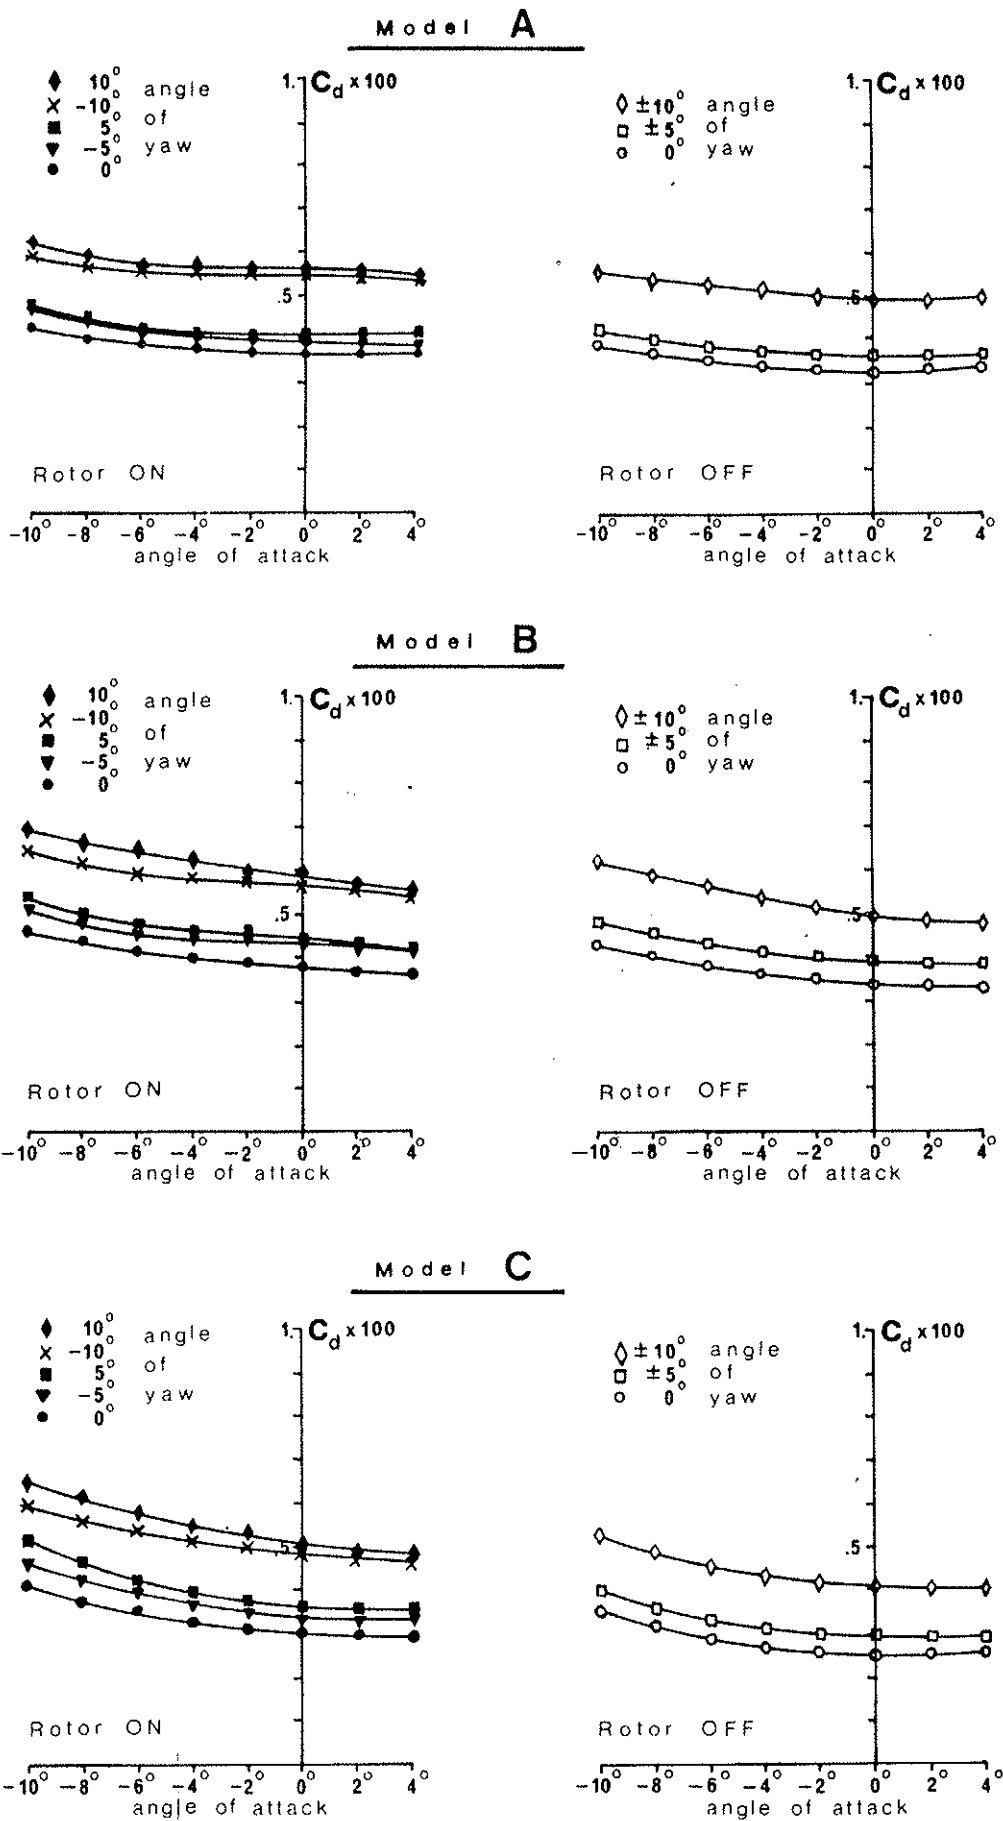 Model A
10° angle
-10° of
5° yaw
-5°
0°
1. Cd x 100
.5
Rotor ON
-10° -8° -6° -4° -2° 0° 2° 4°
angle of attack
±10° angle
±5° of
0° yaw
1. Cd x 100
.5
Rotor OFF
-10° -8° -6° -4° -2° 0° 2° 4°
angle of attack
Model B
10° angle
-10° of
5° yaw
-5°
0°
1. Cd x 100
.5
Rotor ON
-10° -8° -6° -4° -2° 0° 2° 4°
angle of attack
±10° angle
±5° of
0° yaw
1. Cd x 100
.5
Rotor OFF
-10° -8° -6° -4° -2° 0° 2° 4°
angle of attack
Model C
10° angle
-10° of
5° yaw
-5°
0°
1. Cd x 100
.5
Rotor ON
-10° -8° -6° -4° -2° 0° 2° 4°
angle of attack
±10° angle
±5° of
0° yaw
1. Cd x 100
.5
Rotor OFF
-10° -8° -6° -4° -2° 0° 2° 4°
angle of attack